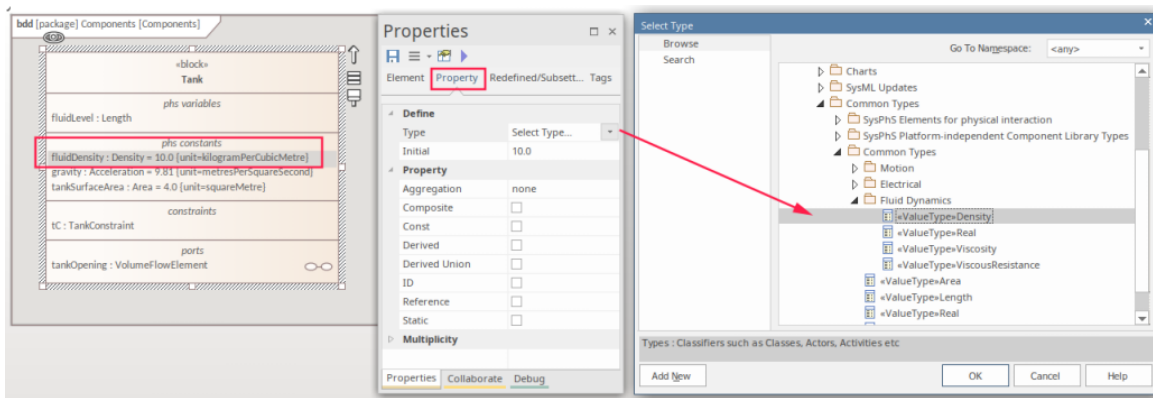 bdd [package] Components [Components]
«block»
Tank
phs variables
fluidLevel : Length
phs constants
fluidDensity : Density = 10.0 {unit=kilogramPerCubicMetre}
gravity : Acceleration = 9.81 {unit=metresPerSquareSecond}
tankSurfaceArea : Area = 4.0 {unit=squareMetre}
constraints
tC : TankConstraint
ports
tankOpening : VolumeFlowElement
Properties
Element Property Redefined/Subsett... Tags
Define
Type Select Type...
Initial 10.0
Property
Aggregation none
Composite
Const
Derived
Derived Union
ID
Reference
Static
Multiplicity
Properties Collaborate Debug
Select Type
Browse
Search
Go To Namespace: <any>
Charts
SysML Updates
Common Types
SysPhS Elements for physical interaction
SysPhS Platform-independent Component Library Types
Common Types
Motion
Electrical
Fluid Dynamics
«ValueType»Density
«ValueType»Real
«ValueType»Viscosity
«ValueType»ViscousResistance
«ValueType»Area
«ValueType»Length
«ValueType»Real
Types : Classifiers such as Classes, Actors, Activities etc
Add New OK Cancel Help